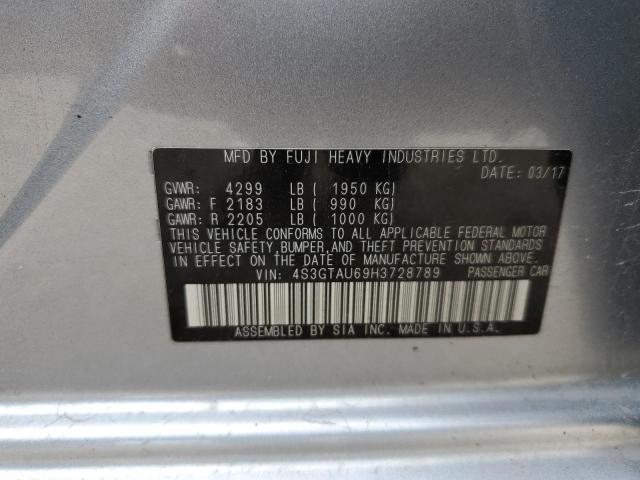 MFD BY FUJI HEAVY INDUSTRIES LTD.
DATE: 03/17
GVWR: 4299 LB ( 1950 KG)
GAWR: F 2183 LB ( 990 KG)
GAWR: R 2205 LB ( 1000 KG)
THIS VEHICLE CONFORMS TO ALL APPLICABLE FEDERAL MOTOR
VEHICLE SAFETY, BUMPER, AND THEFT PREVENTION STANDARDS
IN EFFECT ON THE DATE OF MANUFACTURE SHOWN ABOVE.
VIN: 4S3GTAU69H3728789 PASSENGER CAR
ASSEMBLED BY SIA INC. MADE IN U.S.A.